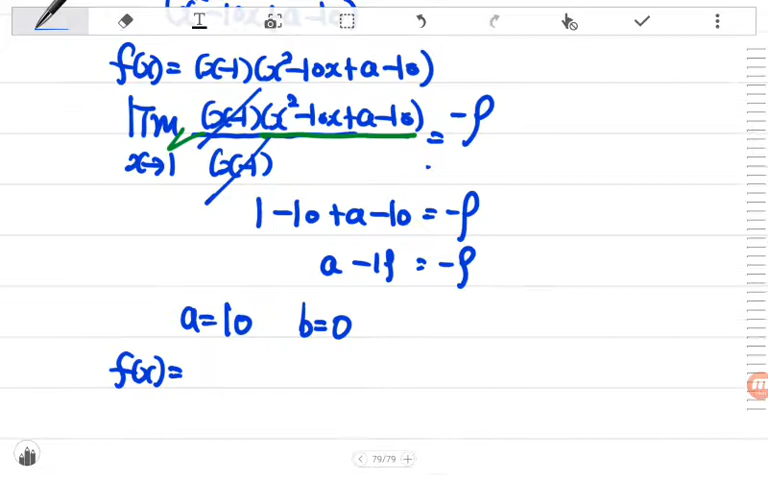 f(x)= (x-1)(x²-10x+a-10)
lim x→1 (x-1)(x²-10x+a-10) / (x-1) = -9
1-10+a-10=-9
a-19=-9
a=10 b=0
f(x)=
79/79